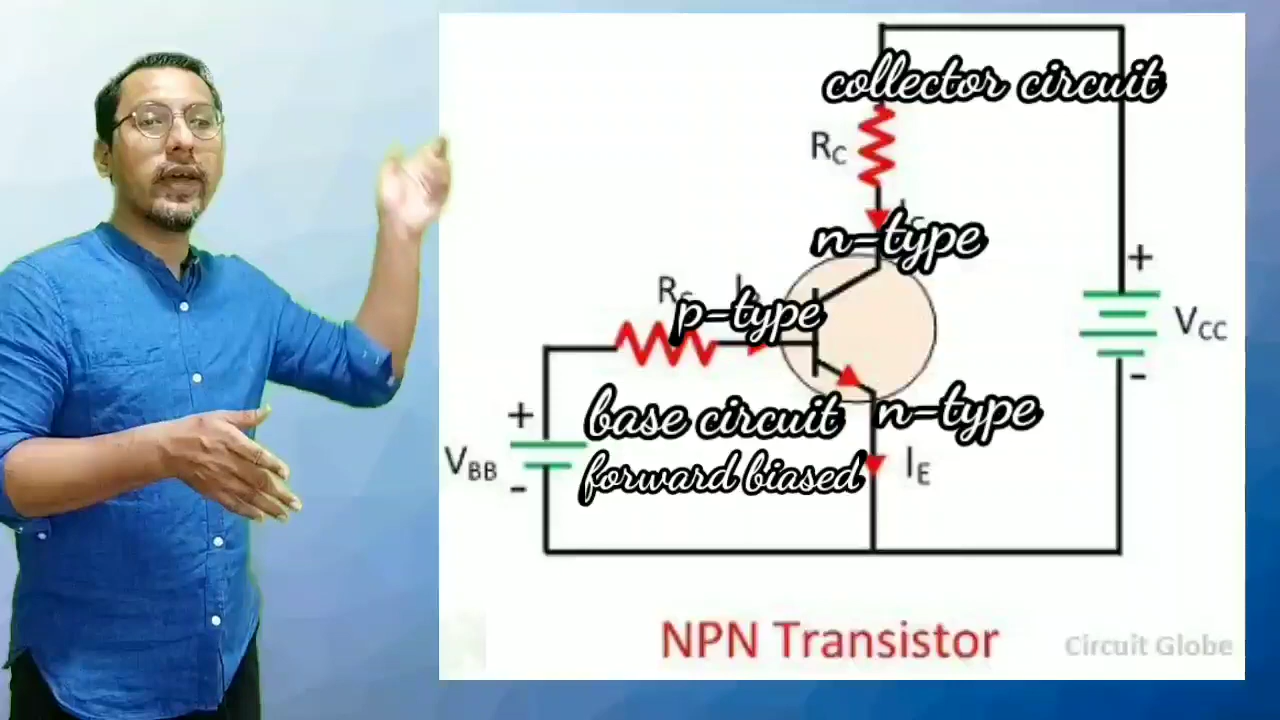 collector circuit
RC
n-type
p-type
+
VCC
-
+
base circuit
n-type
VBB
forward biased
IE
-
NPN Transistor
Circuit Globe